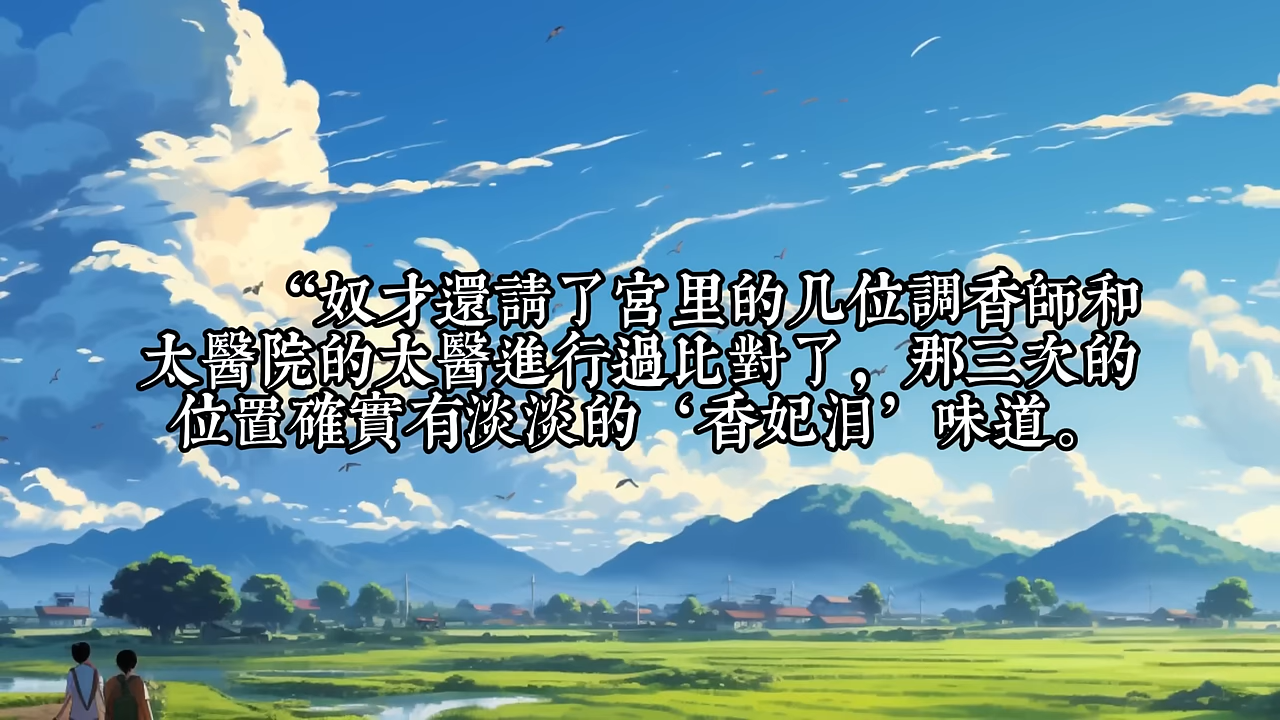 “奴才還請了宮里的几位調香師和
太醫院的太醫進行過比對了，那三次的
位置確實有淡淡的‘香妃泪’味道。